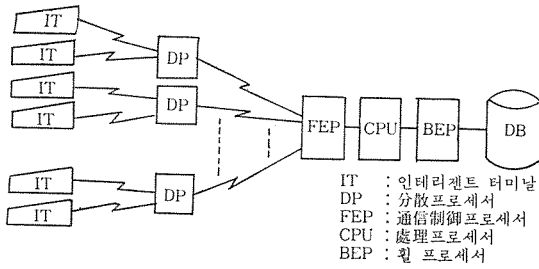 IT
IT
DP
IT
IT
DP
FEP
CPU
BEP
DB
IT
IT
DP
IT : 인테리젠트 터미날
DP : 分散프로세서
FEP : 通信制御프로세서
CPU : 處理프로세서
BEP : 휠 프로세서